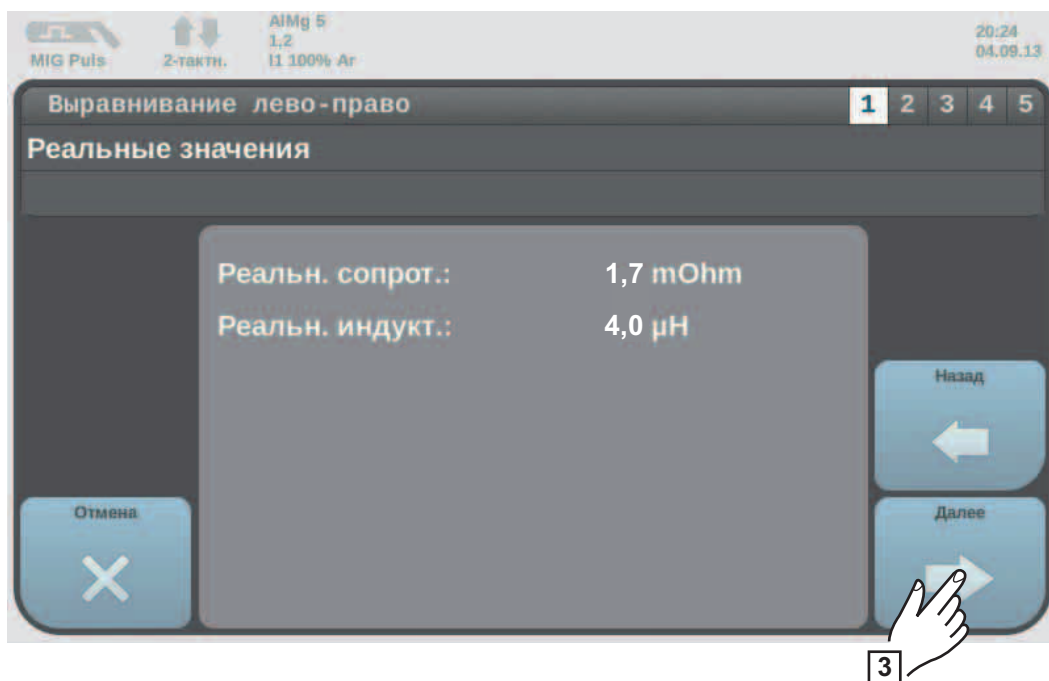 MIG Puls
2-тактн.
AlMg 5
1,2
I1 100% Ar
20:24
04.09.13
Выравнивание лево-право
1 2 3 4 5
Реальные значения
Реальн. сопрот.: 1,7 mOhm
Реальн. индукт.: 4,0 µH
Назад
Отмена
Далее
3